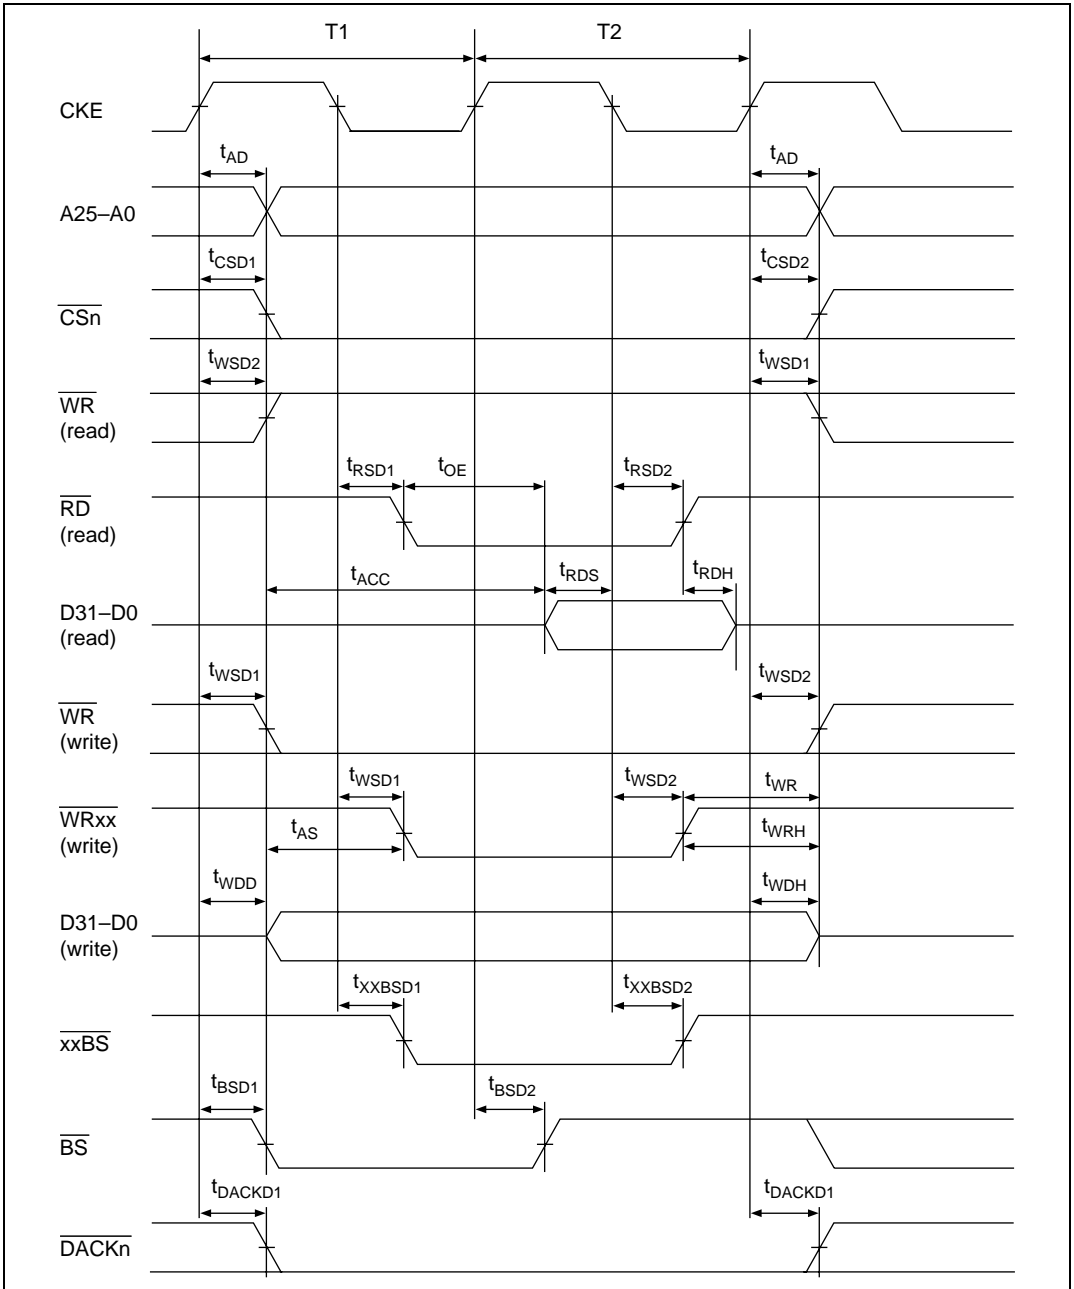 T1 T2
CKE
tAD tAD
A25–A0
tCSD1 tCSD2
CSn
tWSD2 tWSD1
WR
(read)
tRSD1 tOE tRSD2
RD
(read)
tACC tRDS tRDH
D31–D0
(read)
tWSD1 tWSD2
WR
(write)
tWSD1 tWSD2 tWR
WRxx
(write)
tAS tWRH
tWDD tWDH
D31–D0
(write)
tXXBSD1 tXXBSD2
xxBS
tBSD1 tBSD2
BS
tDACKD1 tDACKD1
DACKn